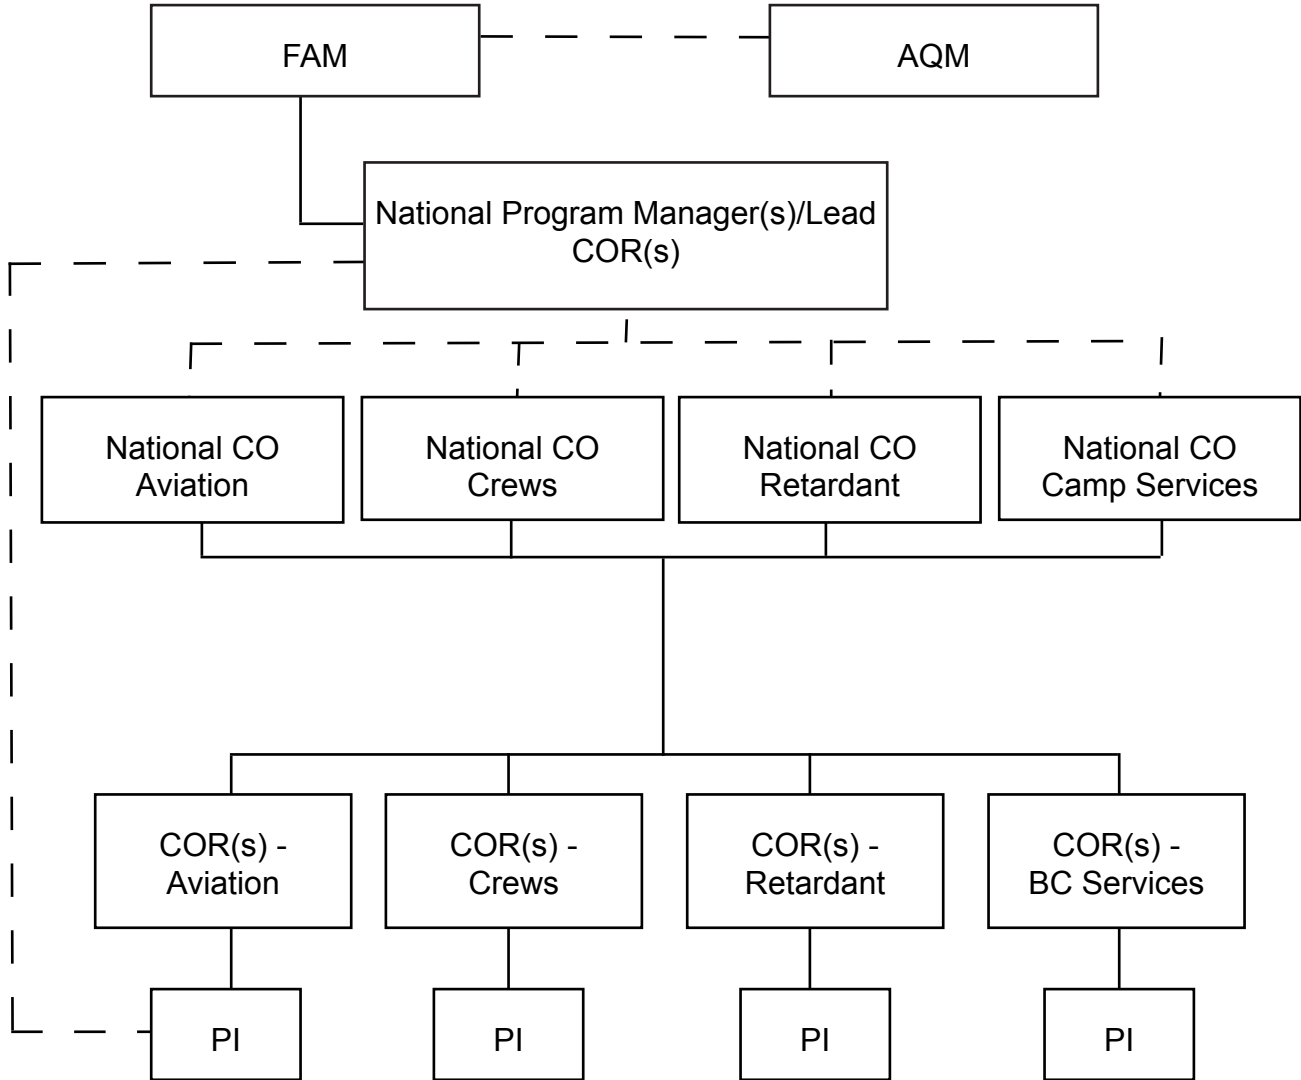 FAM
AQM
National Program Manager(s)/Lead
COR(s)
National CO
Aviation
National CO
Crews
National CO
Retardant
National CO
Camp Services
COR(s) -
Aviation
COR(s) -
Crews
COR(s) -
Retardant
COR(s) -
BC Services
PI
PI
PI
PI